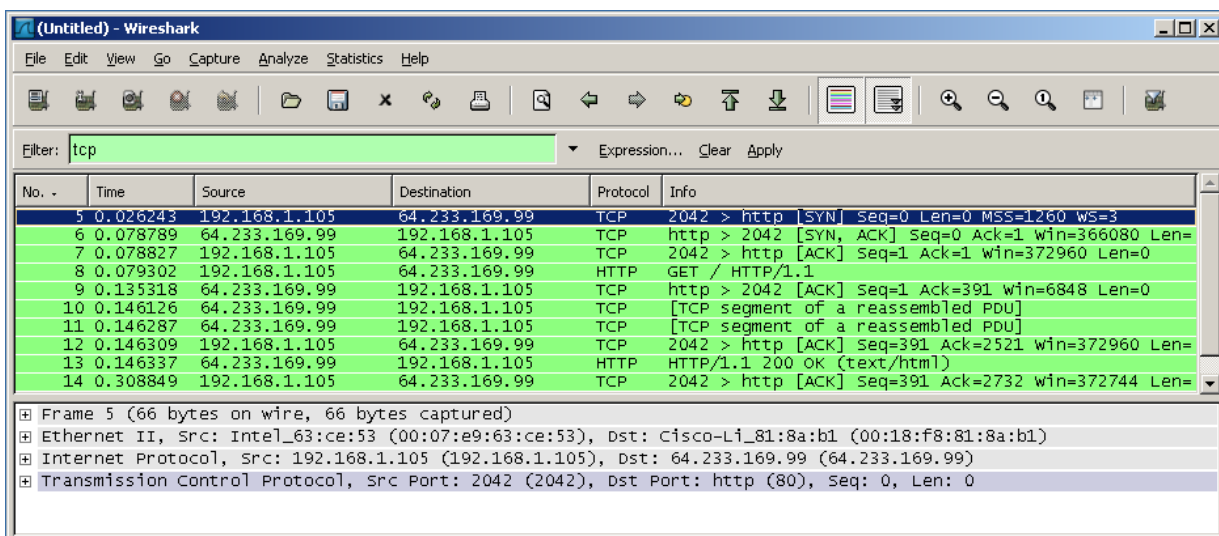 (Untitled) - Wireshark
File Edit View Go Capture Analyze Statistics Help
Filter: tcp Expression... Clear Apply
No. Time Source Destination Protocol Info
5 0.026243 192.168.1.105 64.233.169.99 TCP 2042 > http [SYN] Seq=0 Len=0 MSS=1260 WS=3
6 0.078789 64.233.169.99 192.168.1.105 TCP http > 2042 [SYN, ACK] Seq=0 Ack=1 Win=366080 Len=
7 0.078827 192.168.1.105 64.233.169.99 TCP 2042 > http [ACK] Seq=1 Ack=1 Win=372960 Len=0
8 0.079302 192.168.1.105 64.233.169.99 HTTP GET / HTTP/1.1
9 0.135318 64.233.169.99 192.168.1.105 TCP http > 2042 [ACK] Seq=1 Ack=391 Win=6848 Len=0
10 0.146126 64.233.169.99 192.168.1.105 TCP [TCP segment of a reassembled PDU]
11 0.146287 64.233.169.99 192.168.1.105 TCP [TCP segment of a reassembled PDU]
12 0.146309 192.168.1.105 64.233.169.99 TCP 2042 > http [ACK] Seq=391 Ack=2521 Win=372960 Len=
13 0.146337 64.233.169.99 192.168.1.105 HTTP HTTP/1.1 200 OK (text/html)
14 0.308849 192.168.1.105 64.233.169.99 TCP 2042 > http [ACK] Seq=391 Ack=2732 Win=372744 Len=
Frame 5 (66 bytes on wire, 66 bytes captured)
Ethernet II, Src: Intel_63:ce:53 (00:07:e9:63:ce:53), Dst: Cisco-Li_81:8a:b1 (00:18:f8:81:8a:b1)
Internet Protocol, Src: 192.168.1.105 (192.168.1.105), Dst: 64.233.169.99 (64.233.169.99)
Transmission Control Protocol, Src Port: 2042 (2042), Dst Port: http (80), Seq: 0, Len: 0